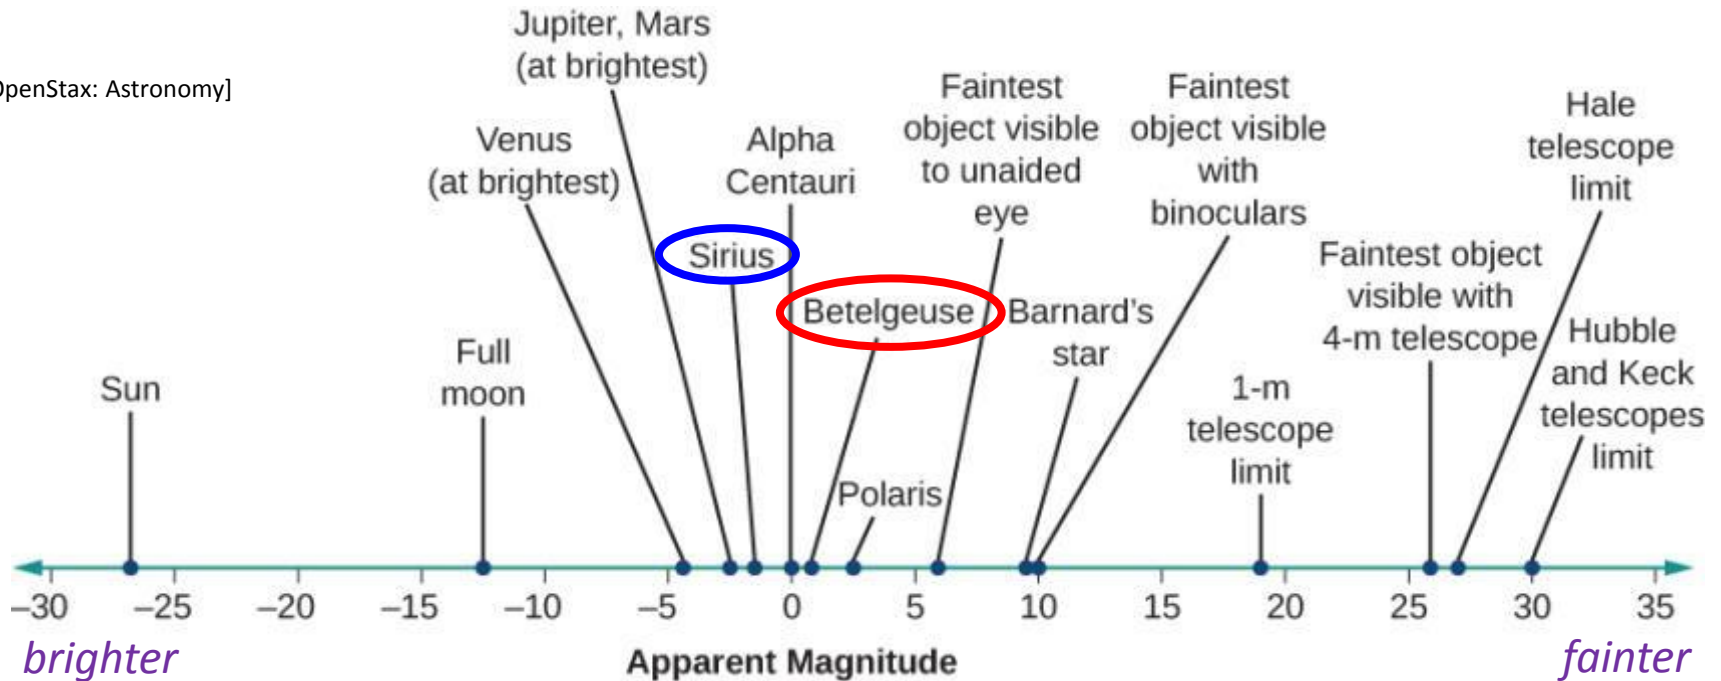 Jupiter, Mars
(at brightest)
OpenStax: Astronomy]
Venus
(at brightest)
Alpha
Centauri
Faintest
object visible
to unaided
eye
Faintest
object visible
with
binoculars
Hale
telescope
limit
Sirius
Betelgeuse
Barnard's
star
Faintest object
visible with
4-m telescope
Hubble
and Keck
telescopes
limit
Sun
Full
moon
1-m
telescope
limit
Polaris
–30 –25 –20 –15 –10 –5 0 5 10 15 20 25 30 35
brighter
Apparent Magnitude
fainter